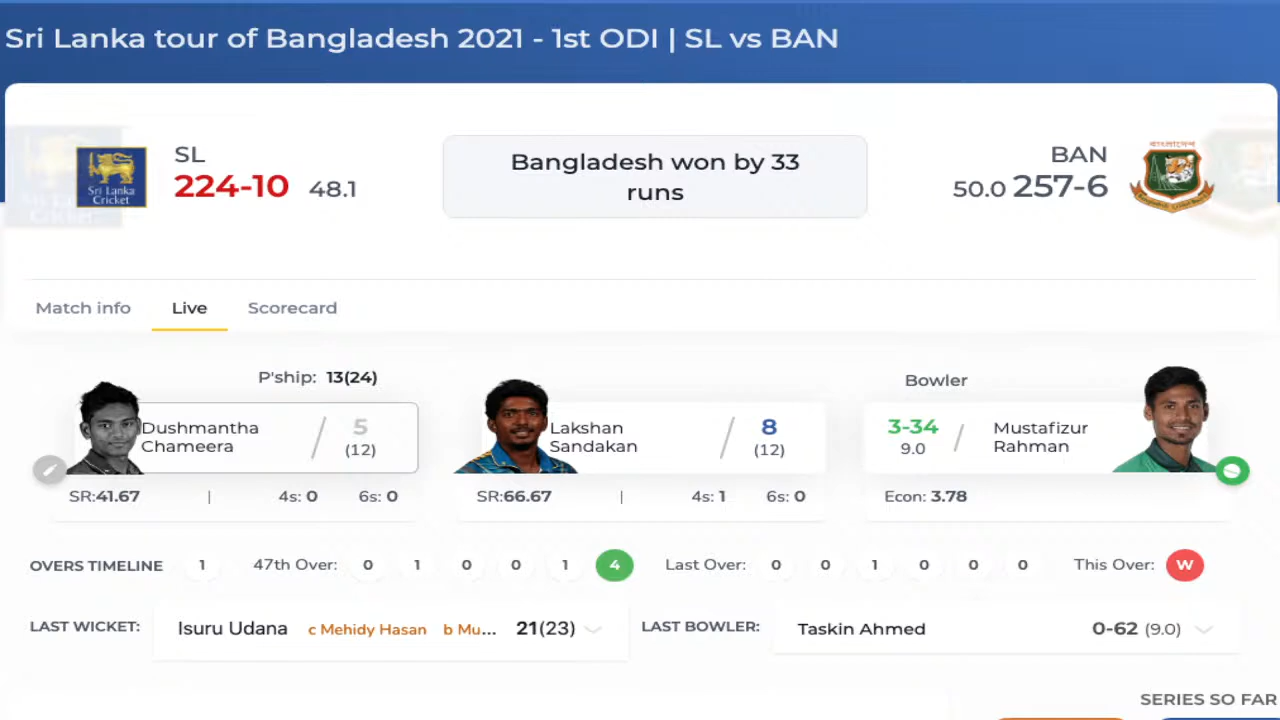 Sri Lanka tour of Bangladesh 2021 - 1st ODI | SL vs BAN
SL
224-10 48.1
Sri Lanka
Cricket
Bangladesh won by 33
runs
BAN
50.0 257-6
Match info Live Scorecard
P'ship: 13(24)
Dushmantha
Chameera
5
(12)
SR:41.67 | 4s: 0 6s: 0
Lakshan
Sandakan
8
(12)
SR:66.67 | 4s: 1 6s: 0
Bowler
3-34
9.0
Mustafizur
Rahman
Econ: 3.78
OVERS TIMELINE 1 47th Over: 0 1 0 0 1 4 Last Over: 0 0 1 0 0 0 This Over: W
LAST WICKET: Isuru Udana c Mehidy Hasan b Mu... 21(23) LAST BOWLER: Taskin Ahmed 0-62 (9.0)
SERIES SO FAR